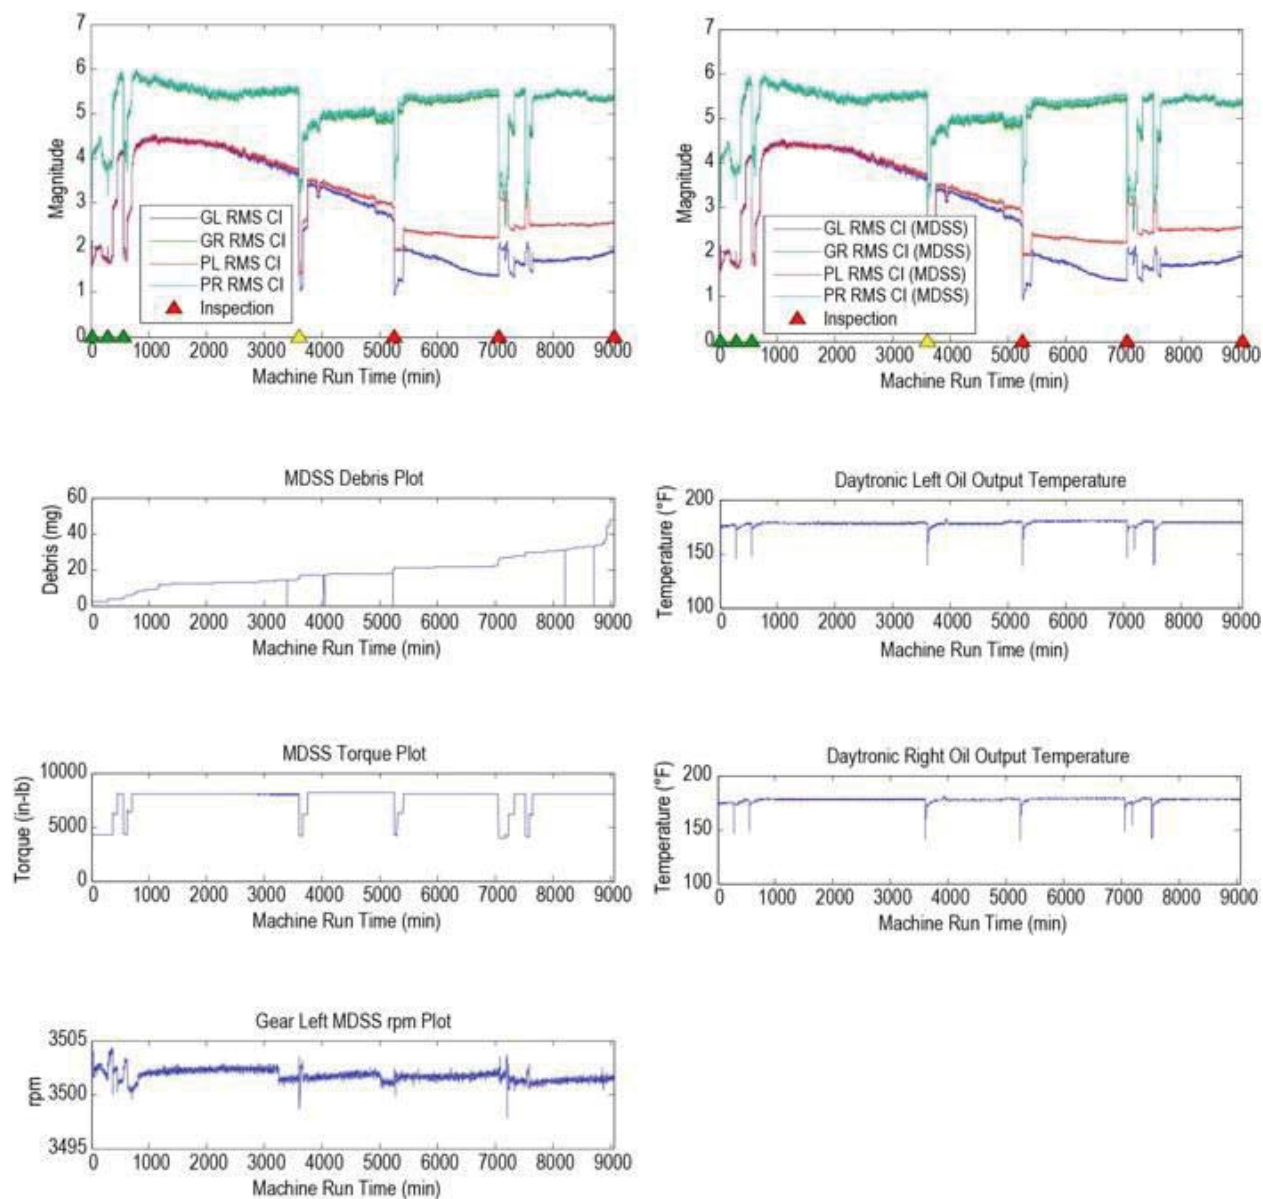 7
6
5
4
3
2
1
0
Magnitude
GL RMS CI
GR RMS CI
PL RMS CI
PR RMS CI
Inspection
0 1000 2000 3000 4000 5000 6000 7000 8000 9000
Machine Run Time (min)
7
6
5
4
3
2
1
0
Magnitude
GL RMS CI (MDSS)
GR RMS CI (MDSS)
PL RMS CI (MDSS)
PR RMS CI (MDSS)
Inspection
0 1000 2000 3000 4000 5000 6000 7000 8000 9000
Machine Run Time (min)
MDSS Debris Plot
60
40
20
0
Debris (mg)
0 1000 2000 3000 4000 5000 6000 7000 8000 9000
Machine Run Time (min)
Daytronic Left Oil Output Temperature
200
150
100
Temperature (°F)
0 1000 2000 3000 4000 5000 6000 7000 8000 9000
Machine Run Time (min)
MDSS Torque Plot
10000
5000
0
Torque (in-lb)
0 1000 2000 3000 4000 5000 6000 7000 8000 9000
Machine Run Time (min)
Daytronic Right Oil Output Temperature
200
150
100
Temperature (°F)
0 1000 2000 3000 4000 5000 6000 7000 8000 9000
Machine Run Time (min)
Gear Left MDSS rpm Plot
3505
3500
3495
rpm
0 1000 2000 3000 4000 5000 6000 7000 8000 9000
Machine Run Time (min)